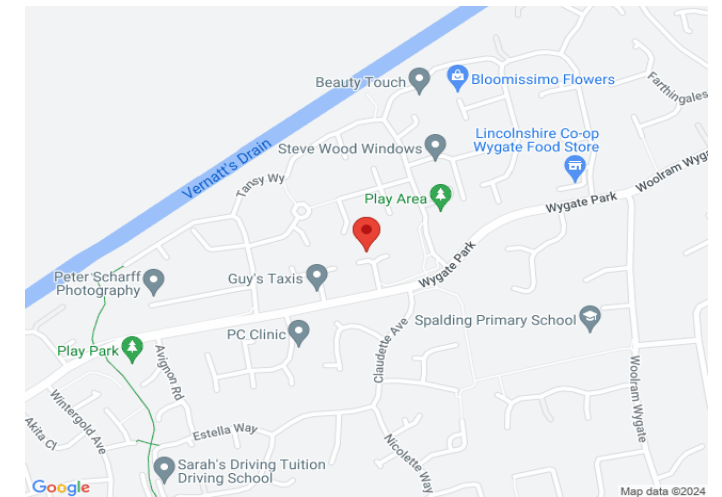 Beauty Touch
Bloomissimo Flowers
Farthingales
Steve Wood Windows
Lincolnshire Co-op
Wygate Food Store
Vernatt's Drain
Tansy Wy
Play Area
Wygate Park
Woolram Wyga
Peter Scharff
Photography
Guy's Taxis
Wygate Park
PC Clinic
Claudette Ave
Spalding Primary School
Play Park
Avignon Rd
Woolram Wygate
Wintergold Ave
Akita Cl
Estella Way
Nicolette Way
Sarah's Driving Tuition
Driving School
Google
Map data ©2024